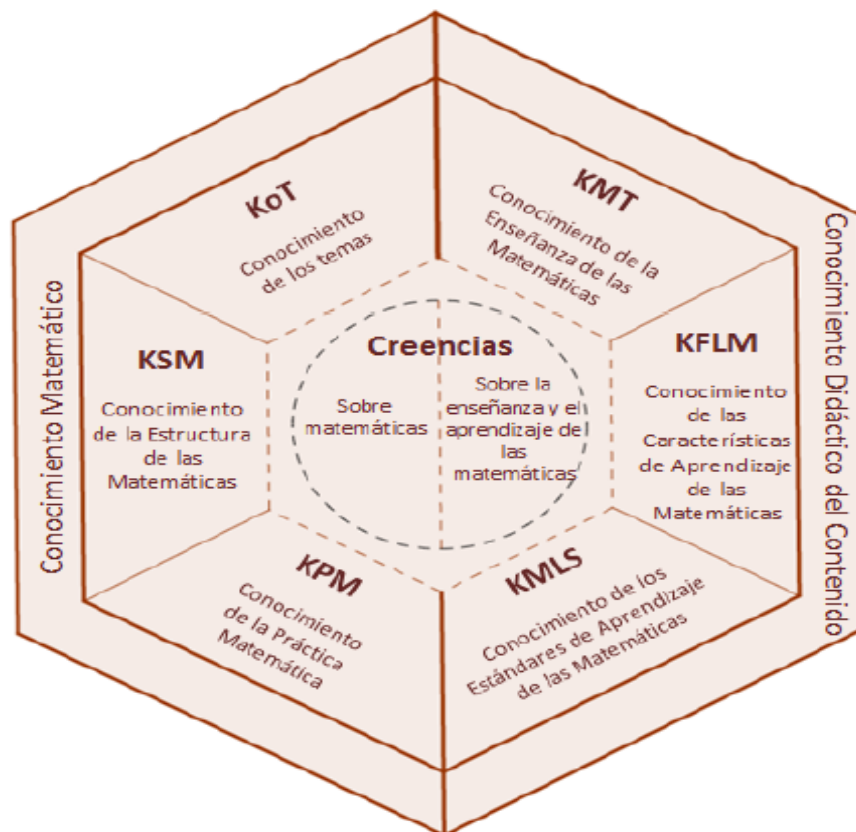 Conocimiento Matemático
KoT
Conocimiento
de los temas
KMT
Conocimiento de la
Enseñanza de las
Matemáticas
KSM
Conocimiento
de la Estructura
de las
Matemáticas
Creencias
Sobre
matemáticas
Sobre la
enseñanza y el
aprendizaje de
las
matemáticas
KFLM
Conocimiento
de las
Características
de Aprendizaje
de las
Matemáticas
KPM
Conocimiento
de la Práctica
Matemática
KMLS
Conocimiento de los
Estándares de Aprendizaje
de las Matemáticas
Conocimiento Didáctico del Contenido